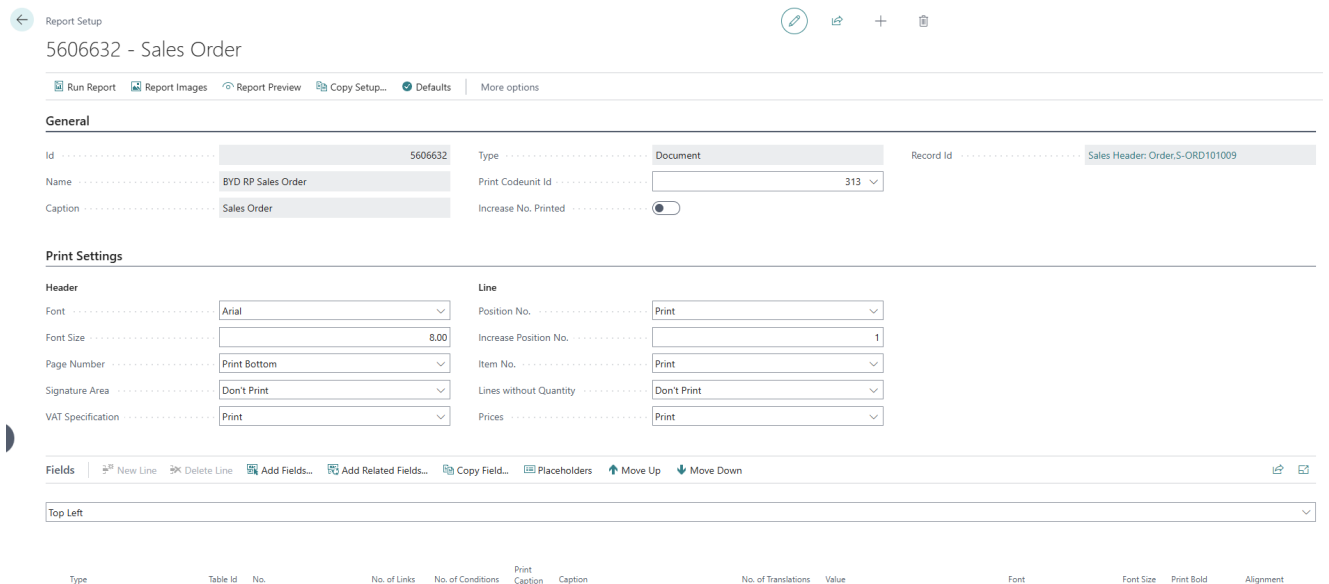 Report Setup
5606632 - Sales Order
Run Report Report Images Report Preview Copy Setup... Defaults More options
General
Id 5606632 Type Document Record Id Sales Header: Order,S-ORD101009
Name BYD RP Sales Order Print Codeunit Id 313
Caption Sales Order Increase No. Printed
Print Settings
Header Line
Font Arial Position No. Print
Font Size 8.00 Increase Position No. 1
Page Number Print Bottom Item No. Print
Signature Area Don't Print Lines without Quantity Don't Print
VAT Specification Print Prices Print
Fields New Line Delete Line Add Fields... Add Related Fields... Copy Field... Placeholders Move Up Move Down
Top Left
Type Table Id No. No. of Links No. of Conditions Print Caption Caption No. of Translations Value Font Font Size Print Bold Alignment